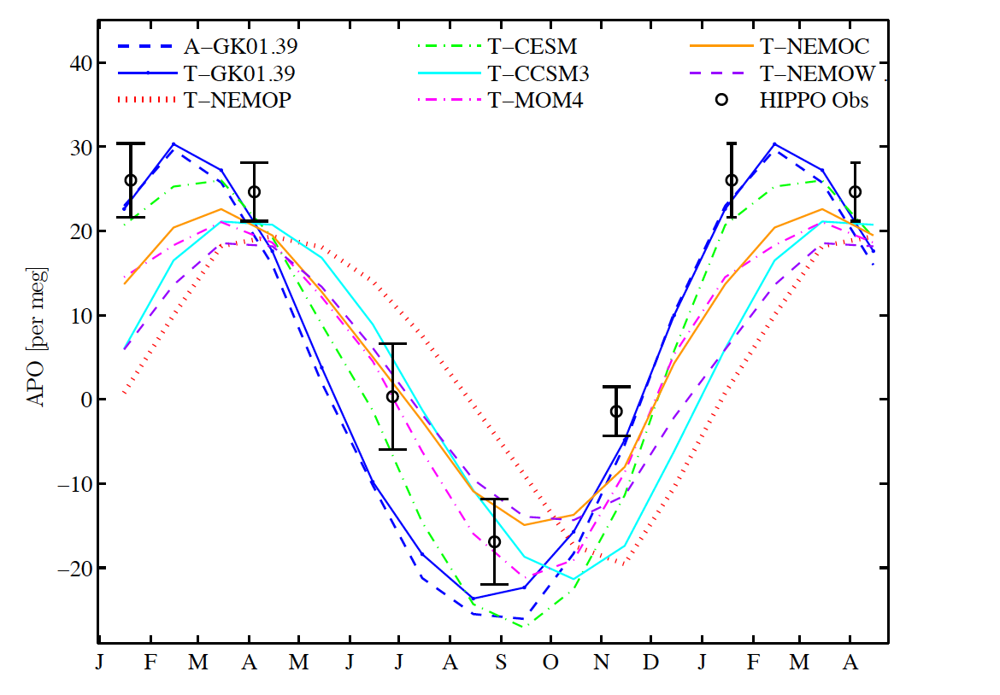 A−GK01.39 T−CESM T−NEMOC
T−GK01.39 T−CCSM3 T−NEMOW
T−NEMOP T−MOM4 HIPPO Obs
APO [per meg]
40
30
20
10
0
−10
−20
J F M A M J J A S O N D J F M A